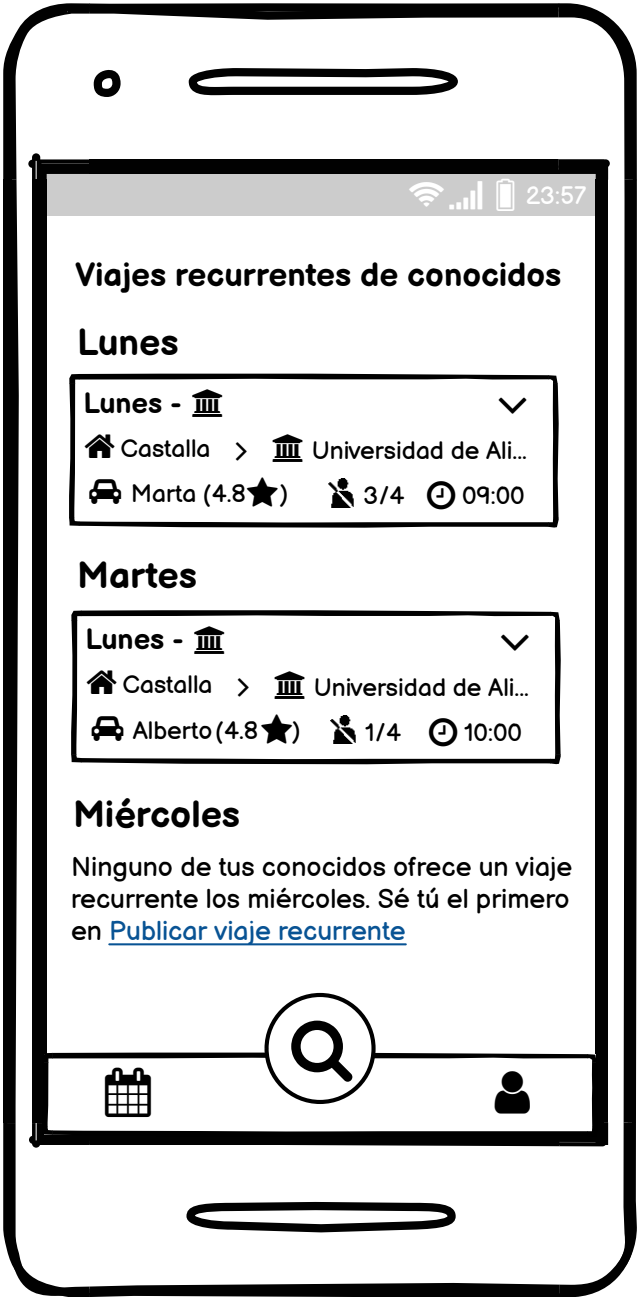 23:57
Viajes recurrentes de conocidos
Lunes
Lunes -
Castalla > Universidad de Ali...
Marta (4.8★) 3/4 09:00
Martes
Lunes -
Castalla > Universidad de Ali...
Alberto (4.8★) 1/4 10:00
Miércoles
Ninguno de tus conocidos ofrece un viaje
recurrente los miércoles. Sé tú el primero
en Publicar viaje recurrente